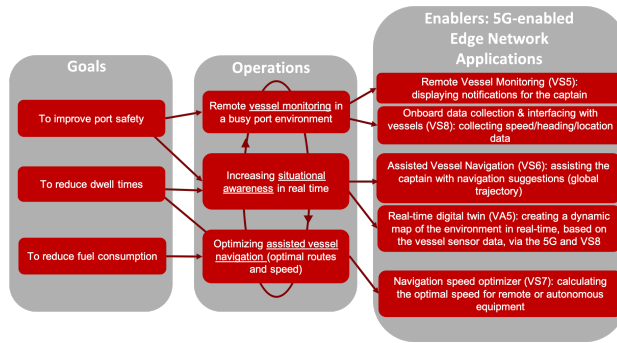 Goals
To improve port safety
To reduce dwell times
To reduce fuel consumption
Operations
Remote vessel monitoring in
a busy port environment
Increasing situational
awareness in real time
Optimizing assisted vessel
navigation (optimal routes
and speed)
Enablers: 5G-enabled
Edge Network
Applications
Remote Vessel Monitoring (VS5):
displaying notifications for the captain
Onboard data collection & interfacing with
vessels (VS8): collecting speed/heading/location
data
Assisted Vessel Navigation (VS6): assisting the
captain with navigation suggestions (global
trajectory)
Real-time digital twin (VA5): creating a dynamic
map of the environment in real-time, based
on the vessel sensor data, via the 5G and VS8
Navigation speed optimizer (VS7): calculating
the optimal speed for remote or autonomous
equipment